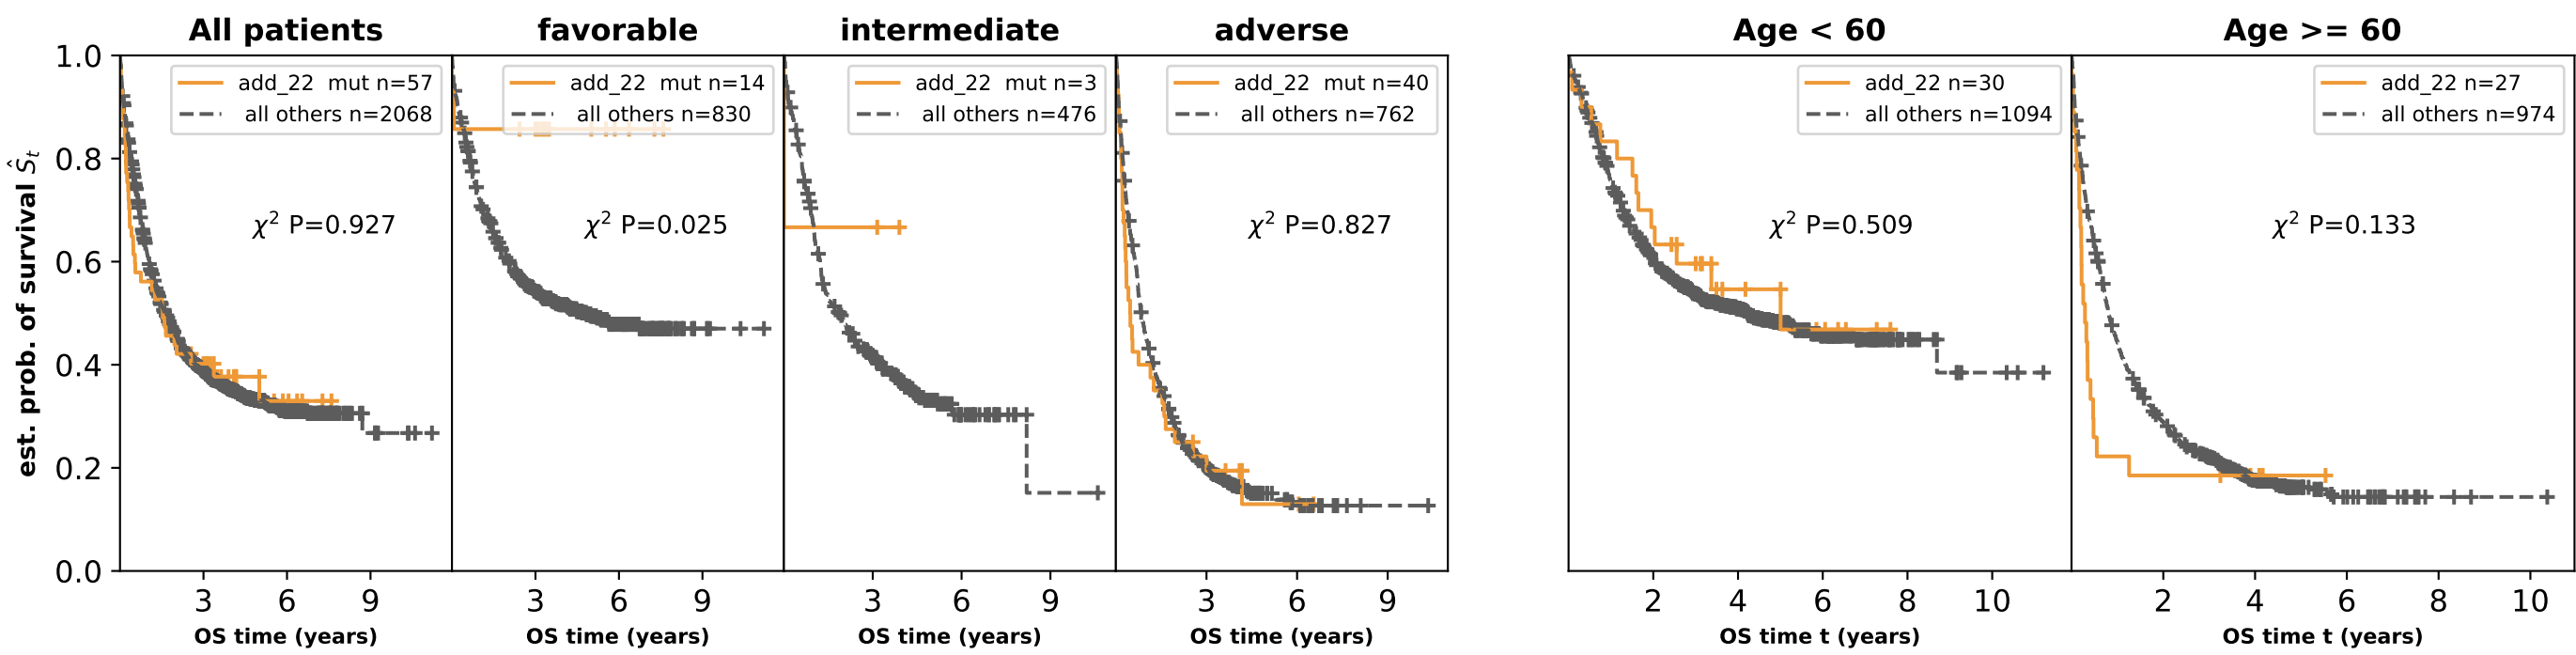 All patients
favorable
intermediate
adverse
Age < 60
Age >= 60
est. prob. of survival Ŝt
1.0
0.8
0.6
0.4
0.2
0.0
add_22 mut n=57
all others n=2068
χ² P=0.927
3 6 9
OS time (years)
add_22 mut n=14
all others n=830
χ² P=0.025
3 6 9
OS time (years)
add_22 mut n=3
all others n=476
3 6 9
OS time (years)
add_22 mut n=40
all others n=762
χ² P=0.827
3 6 9
OS time (years)
add_22 n=30
all others n=1094
χ² P=0.509
2 4 6 8 10
OS time t (years)
add_22 n=27
all others n=974
χ² P=0.133
2 4 6 8 10
OS time t (years)